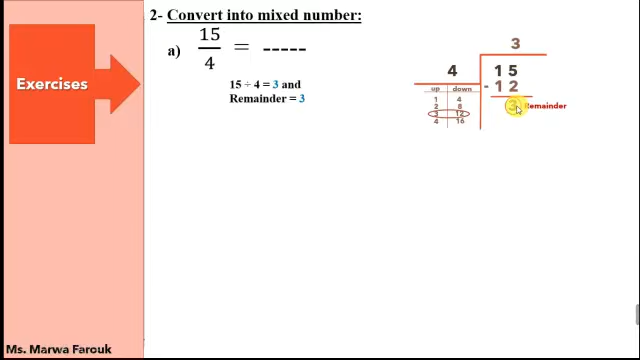 2- Convert into mixed number:
Exercises
a) 15/4 = -----
15 ÷ 4 = 3 and
Remainder = 3
3
4 15
- 12
3 Remainder
up down
1 4
2 8
3 12
4 16
Ms. Marwa Farouk